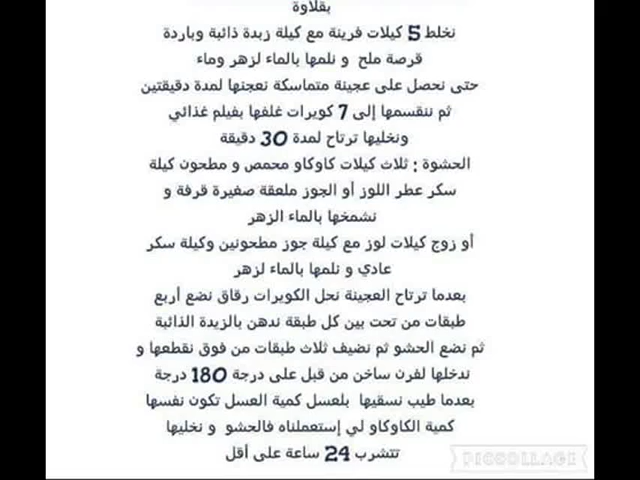 بقلاوة
نخلط 5 كيلات فرينة مع كيلة زبدة ذائبة وباردة
قرصة ملح و نلمها بالماء لزهر وماء
حتى نحصل على عجينة متماسكة نعجنها لمدة دقيقتين
ثم ننقسمها إلى 7 كويرات غلفها بفيلم غذائي
ونخليها ترتاح لمدة 30 دقيقة
الحشوة : ثلاث كيلات كاوكاو محمص و مطحون كيلة
سكر عطر اللوز أو الجوز ملعقة صغيرة قرفة و
نشمخها بالماء الزهر
أو زوج كيلات لوز مع كيلة جوز مطحونين وكيلة سكر
عادي و نلمها بالماء لزهر
بعدما ترتاح العجينة نحل الكويرات رقاق نضع أربع
طبقات من تحت بين كل طبقة ندهن بالزيدة الذائبة
ثم نضع الحشو ثم نضيف ثلاث طبقات من فوق نقطعها و
ندخلها لفرن ساخن من قبل على درجة 180 درجة
بعدما طيب نسقيها بلعسل كمية العسل تكون نفسها
كمية الكاوكاو لي إستعملناه فالحشو و نخليها
تتشرب 24 ساعة على أقل
PICCOLLAGE